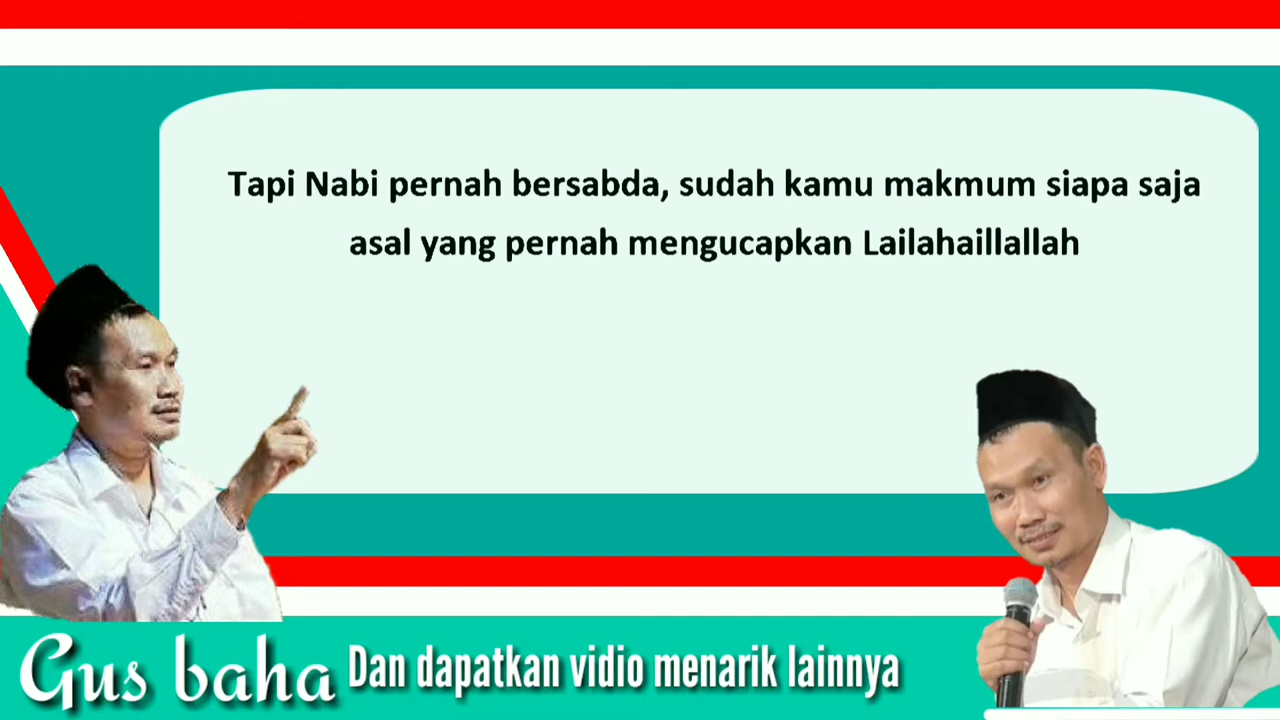 Tapi Nabi pernah bersabda, sudah kamu makmum siapa saja
asal yang pernah mengucapkan Lailahaillallah
Gus baha Dan dapatkan vidio menarik lainnya